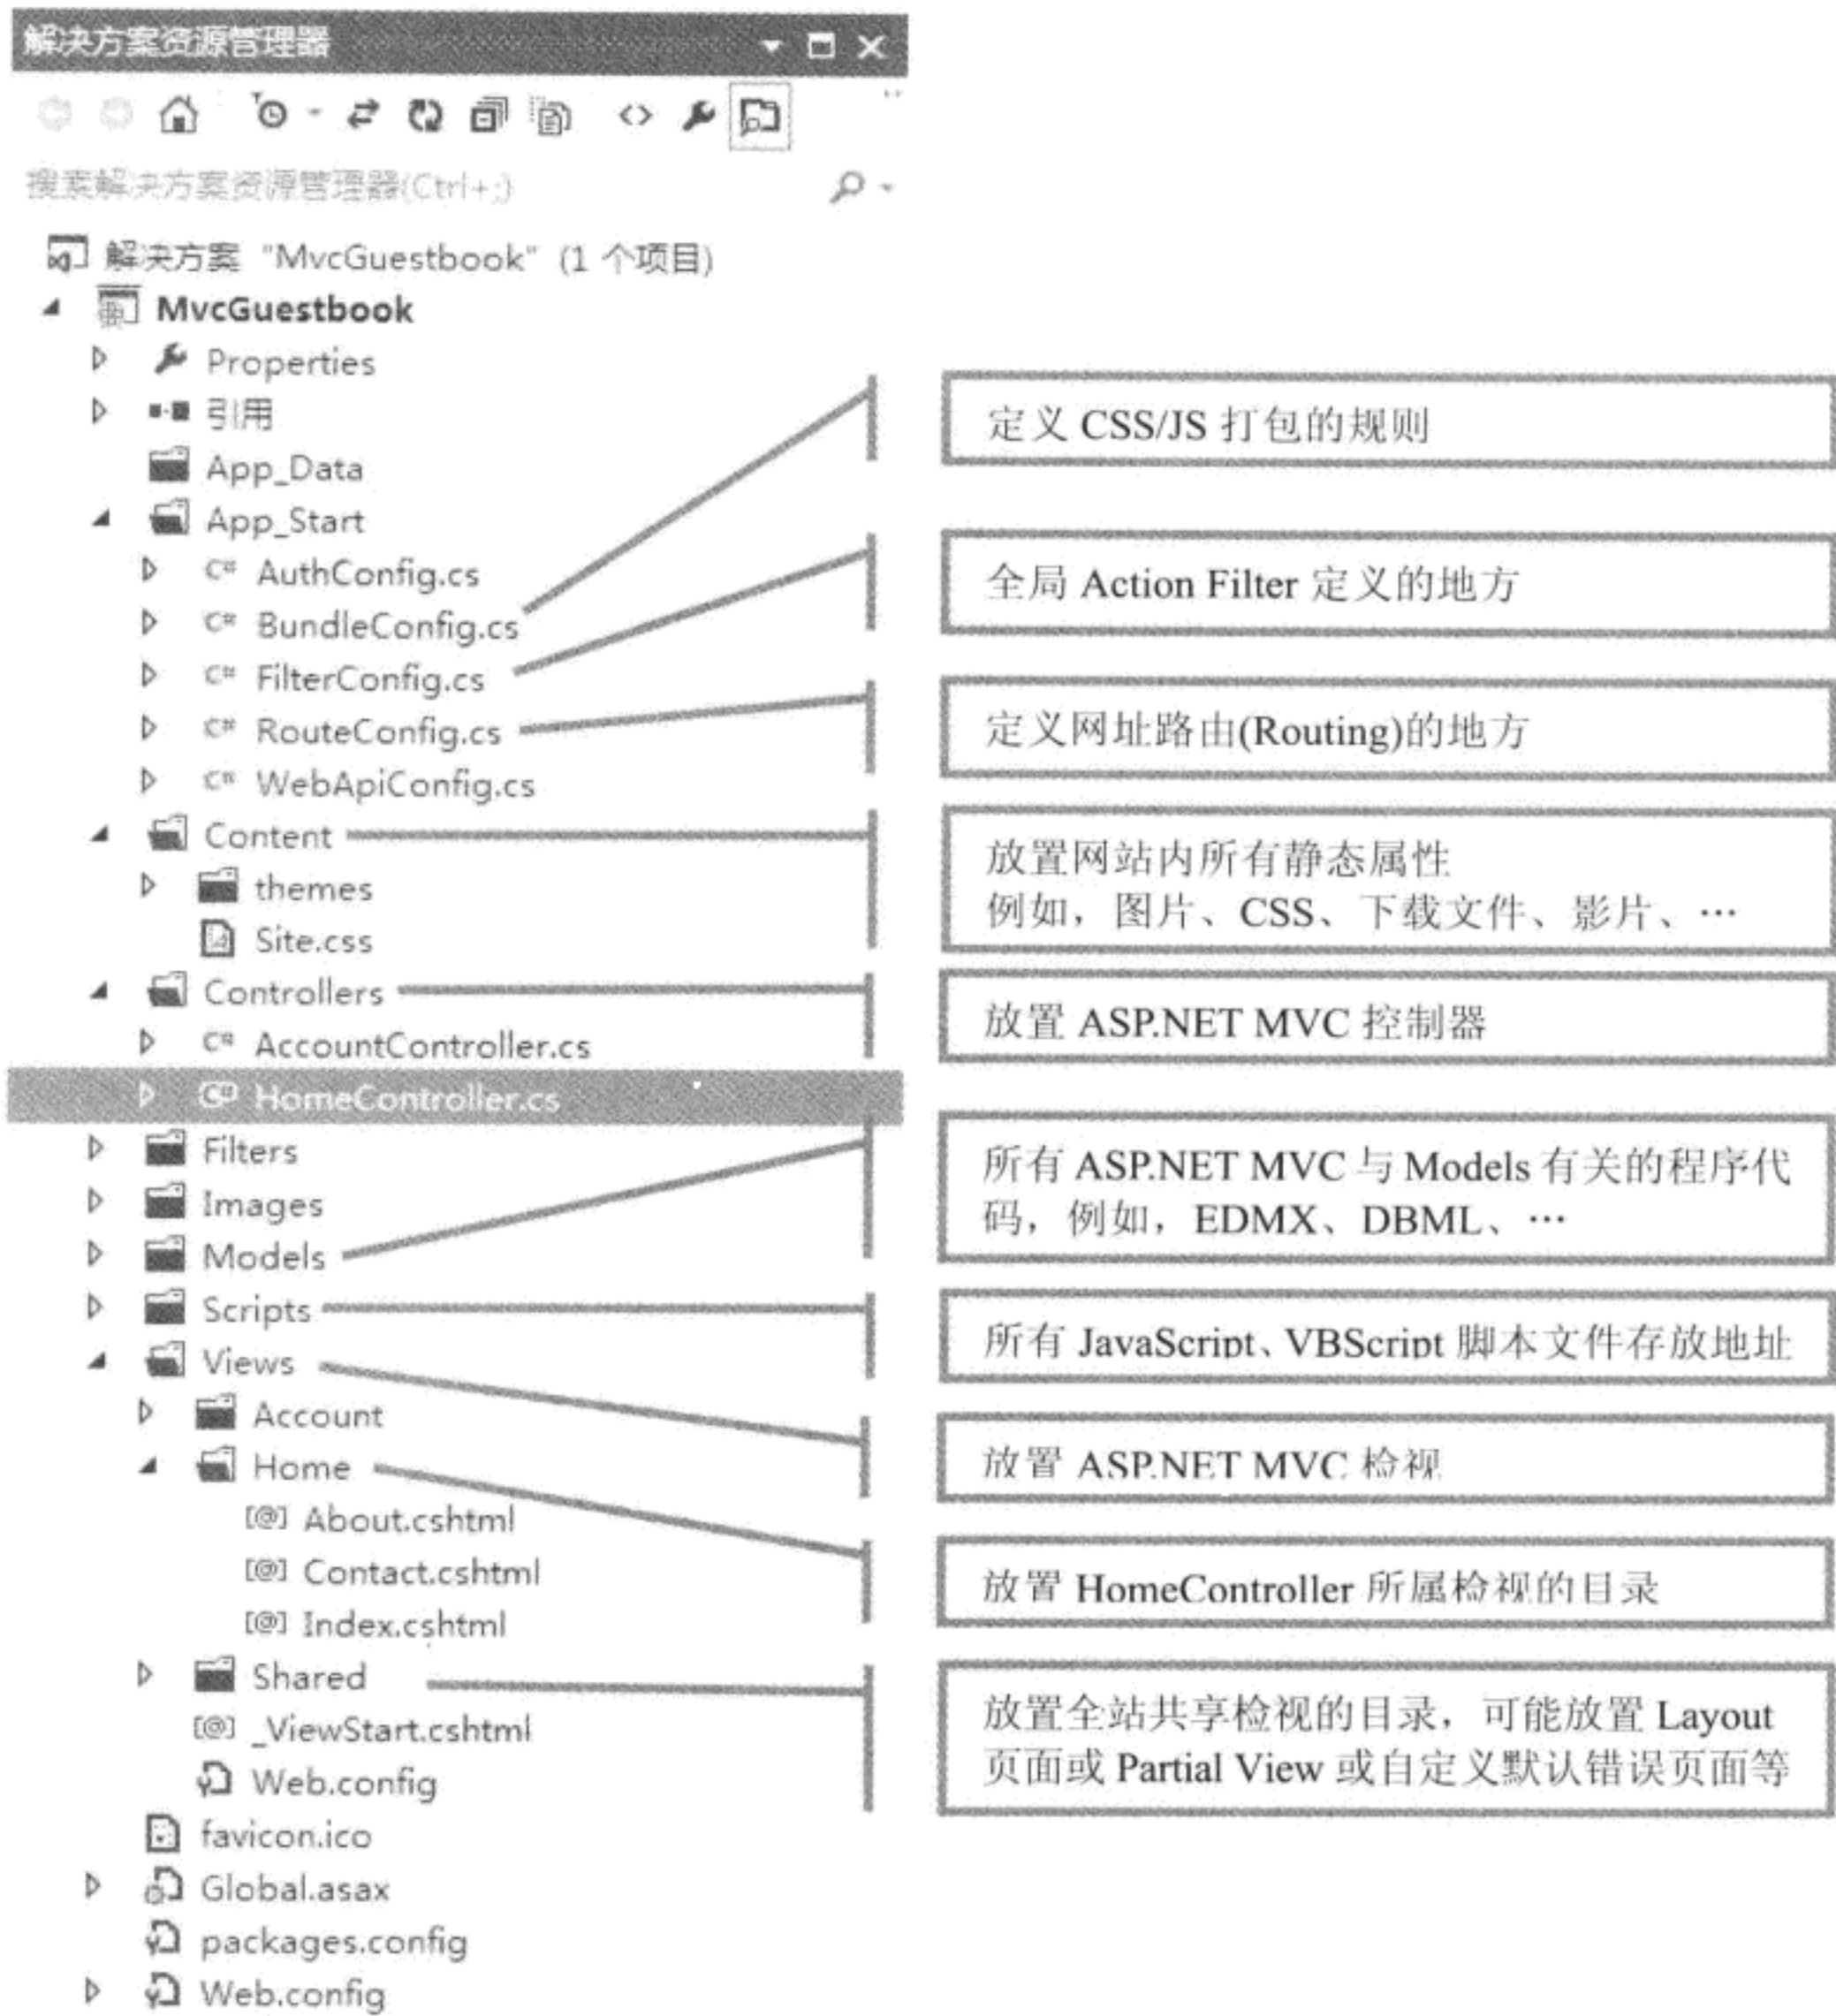 解决方案资源管理器
搜索解决方案资源管理器(Ctrl+;)
解决方案 "MvcGuestbook" (1 个项目)
MvcGuestbook
Properties
引用
App_Data
App_Start
C# AuthConfig.cs
C# BundleConfig.cs
C# FilterConfig.cs
C# RouteConfig.cs
C# WebApiConfig.cs
Content
themes
Site.css
Controllers
C# AccountController.cs
C# HomeController.cs
Filters
Images
Models
Scripts
Views
Account
Home
[@] About.cshtml
[@] Contact.cshtml
[@] Index.cshtml
Shared
[@] _ViewStart.cshtml
Web.config
favicon.ico
Global.asax
packages.config
Web.config
定义 CSS/JS 打包的规则
全局 Action Filter 定义的地方
定义网址路由(Routing)的地方
放置网站内所有静态属性
例如，图片、CSS、下载文件、影片、…
放置 ASP.NET MVC 控制器
所有 ASP.NET MVC 与 Models 有关的程序代
码，例如，EDMX、DBML、…
所有 JavaScript、VBScript 脚本文件存放地址
放置 ASP.NET MVC 检视
放置 HomeController 所属检视的目录
放置全站共享检视的目录，可能放置 Layout
页面或 Partial View 或自定义默认错误页面等